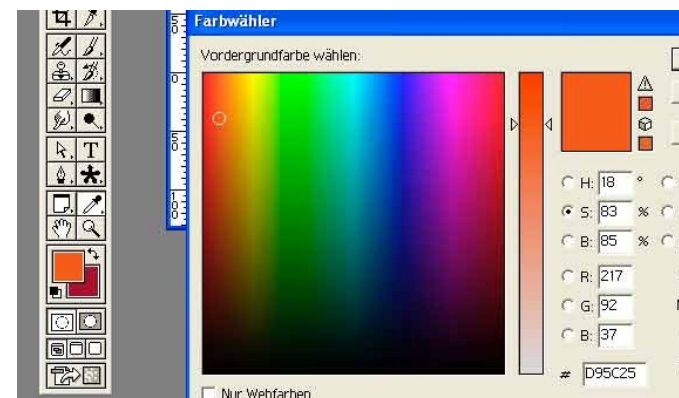 Farbwähler
Vordergrundfarbe wählen:
H: 18 °
S: 83 %
B: 85 %
R: 217
G: 92
B: 37
# D95C25
Nur Webfarben
T